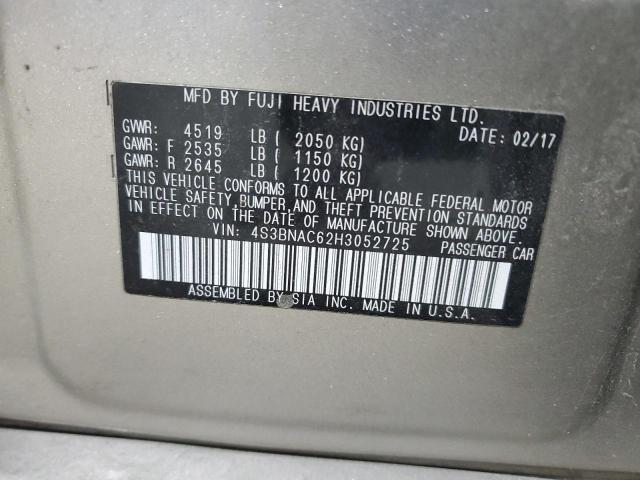 MFD BY FUJI HEAVY INDUSTRIES LTD.
DATE: 02/17
GVWR: 4519 LB ( 2050 KG)
GAWR: F 2535 LB ( 1150 KG)
GAWR: R 2645 LB ( 1200 KG)
THIS VEHICLE CONFORMS TO ALL APPLICABLE FEDERAL MOTOR
VEHICLE SAFETY, BUMPER, AND THEFT PREVENTION STANDARDS
IN EFFECT ON THE DATE OF MANUFACTURE SHOWN ABOVE.
VIN: 4S3BNAC62H3052725 PASSENGER CAR
ASSEMBLED BY SIA INC. MADE IN U.S.A.